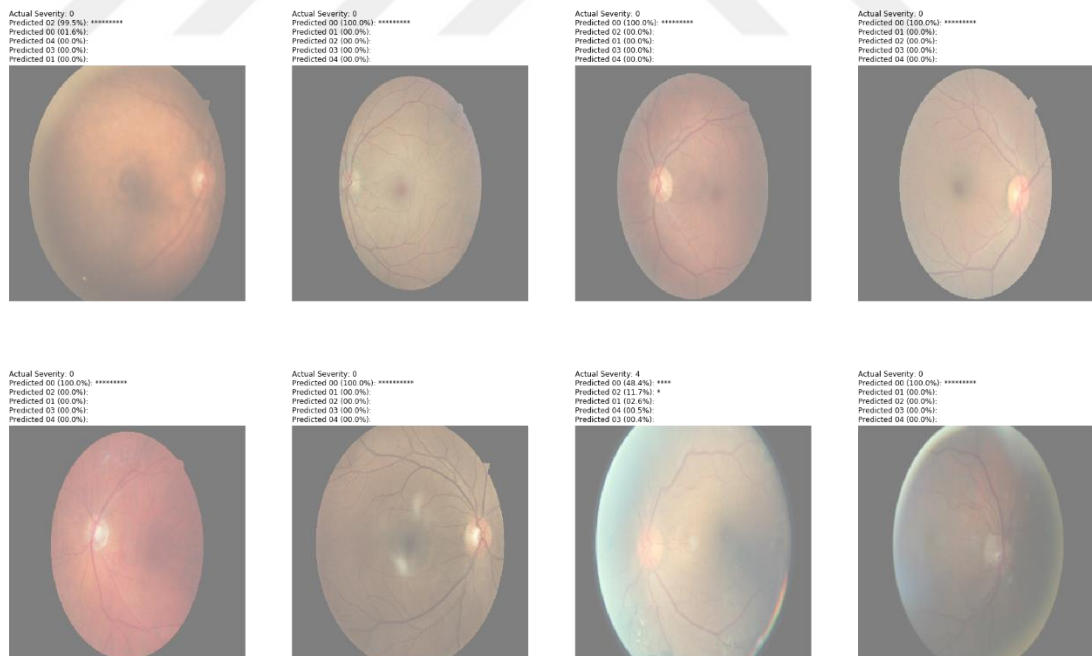 Actual Severity: 0
Predicted 02 (99.5%): *********
Predicted 00 (01.6%):
Predicted 04 (00.0%):
Predicted 03 (00.0%):
Predicted 01 (00.0%):
Actual Severity: 0
Predicted 00 (100.0%): *********
Predicted 01 (00.0%):
Predicted 02 (00.0%):
Predicted 03 (00.0%):
Predicted 04 (00.0%):
Actual Severity: 0
Predicted 00 (100.0%): *********
Predicted 02 (00.0%):
Predicted 01 (00.0%):
Predicted 03 (00.0%):
Predicted 04 (00.0%):
Actual Severity: 0
Predicted 00 (100.0%): *********
Predicted 01 (00.0%):
Predicted 02 (00.0%):
Predicted 03 (00.0%):
Predicted 04 (00.0%):
Actual Severity: 0
Predicted 00 (100.0%): *********
Predicted 02 (00.0%):
Predicted 01 (00.0%):
Predicted 03 (00.0%):
Predicted 04 (00.0%):
Actual Severity: 0
Predicted 00 (100.0%): **********
Predicted 01 (00.0%):
Predicted 02 (00.0%):
Predicted 03 (00.0%):
Predicted 04 (00.0%):
Actual Severity: 4
Predicted 00 (48.4%): ****
Predicted 02 (11.7%): *
Predicted 01 (02.6%):
Predicted 04 (00.5%):
Predicted 03 (00.4%):
Actual Severity: 0
Predicted 00 (100.0%): *********
Predicted 01 (00.0%):
Predicted 02 (00.0%):
Predicted 03 (00.0%):
Predicted 04 (00.0%):